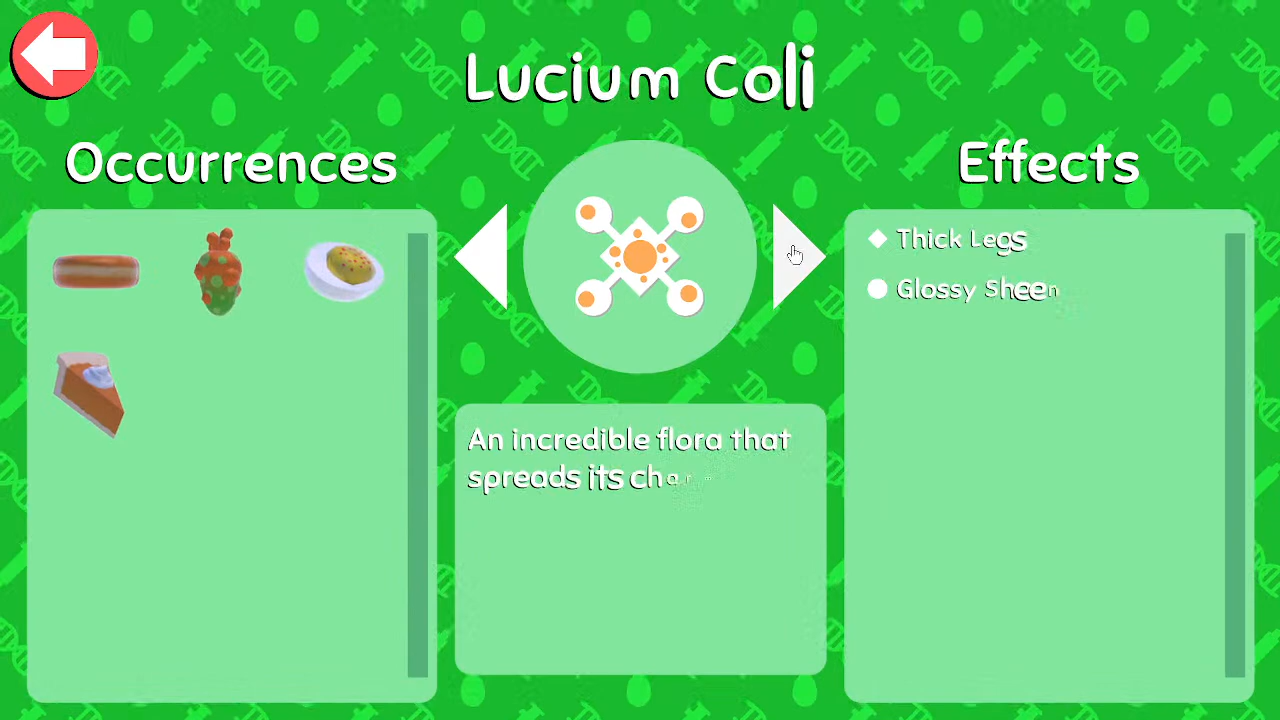 Lucium Coli
Occurrences
Effects
Thick Legs
Glossy Sheen
An incredible flora that
spreads its